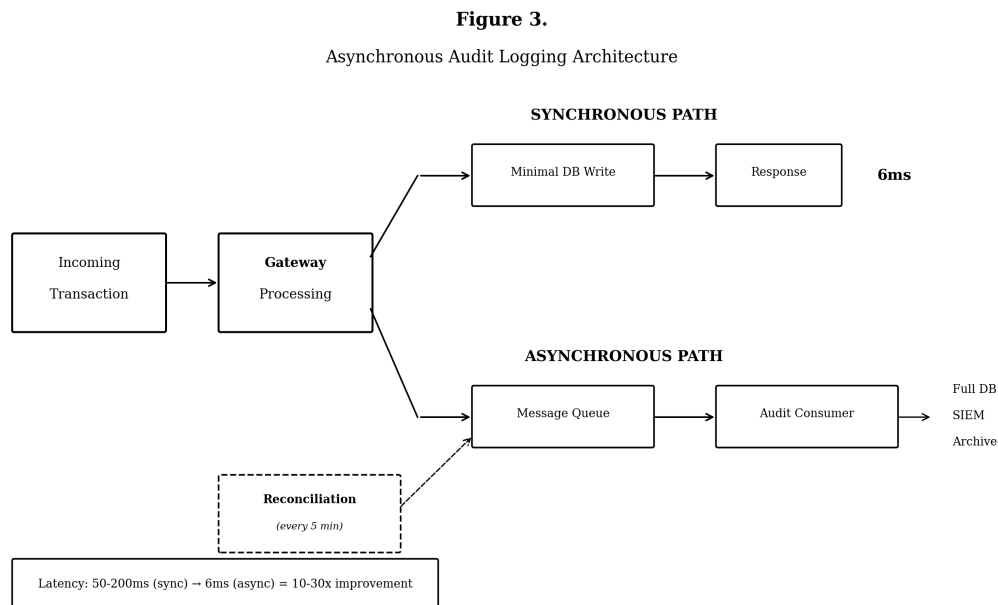 Figure 3.
Asynchronous Audit Logging Architecture
SYNCHRONOUS PATH
Minimal DB Write
Response
6ms
Incoming
Transaction
Gateway
Processing
ASYNCHRONOUS PATH
Message Queue
Audit Consumer
Full DB
SIEM
Archive
Reconciliation
(every 5 min)
Latency: 50-200ms (sync) → 6ms (async) = 10-30x improvement